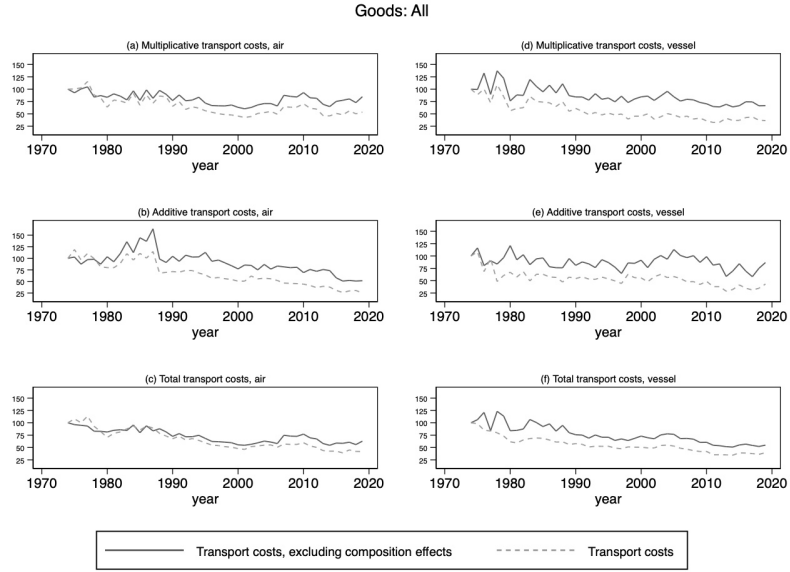 Goods: All
(a) Multiplicative transport costs, air
150
125
100
75
50
25
1970 1980 1990 2000 2010 2020
year
(d) Multiplicative transport costs, vessel
150
125
100
75
50
25
1970 1980 1990 2000 2010 2020
year
(b) Additive transport costs, air
150
125
100
75
50
25
1970 1980 1990 2000 2010 2020
year
(e) Additive transport costs, vessel
150
125
100
75
50
25
1970 1980 1990 2000 2010 2020
year
(c) Total transport costs, air
150
125
100
75
50
25
1970 1980 1990 2000 2010 2020
year
(f) Total transport costs, vessel
150
125
100
75
50
25
1970 1980 1990 2000 2010 2020
year
Transport costs, excluding composition effects
Transport costs